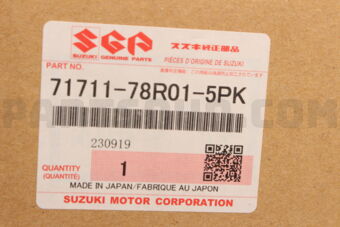 SGP
スズキ純正部品
SUZUKI GENUINE PARTS
PIÈCES D'ORIGINE DE SUZUKI
PART NO.
71711-78R01-5PK
230919
QUANTITY
(QUANTITÉ)
1
MADE IN JAPAN/FABRIQUÉ AU JAPON
SUZUKI MOTOR CORPORATION